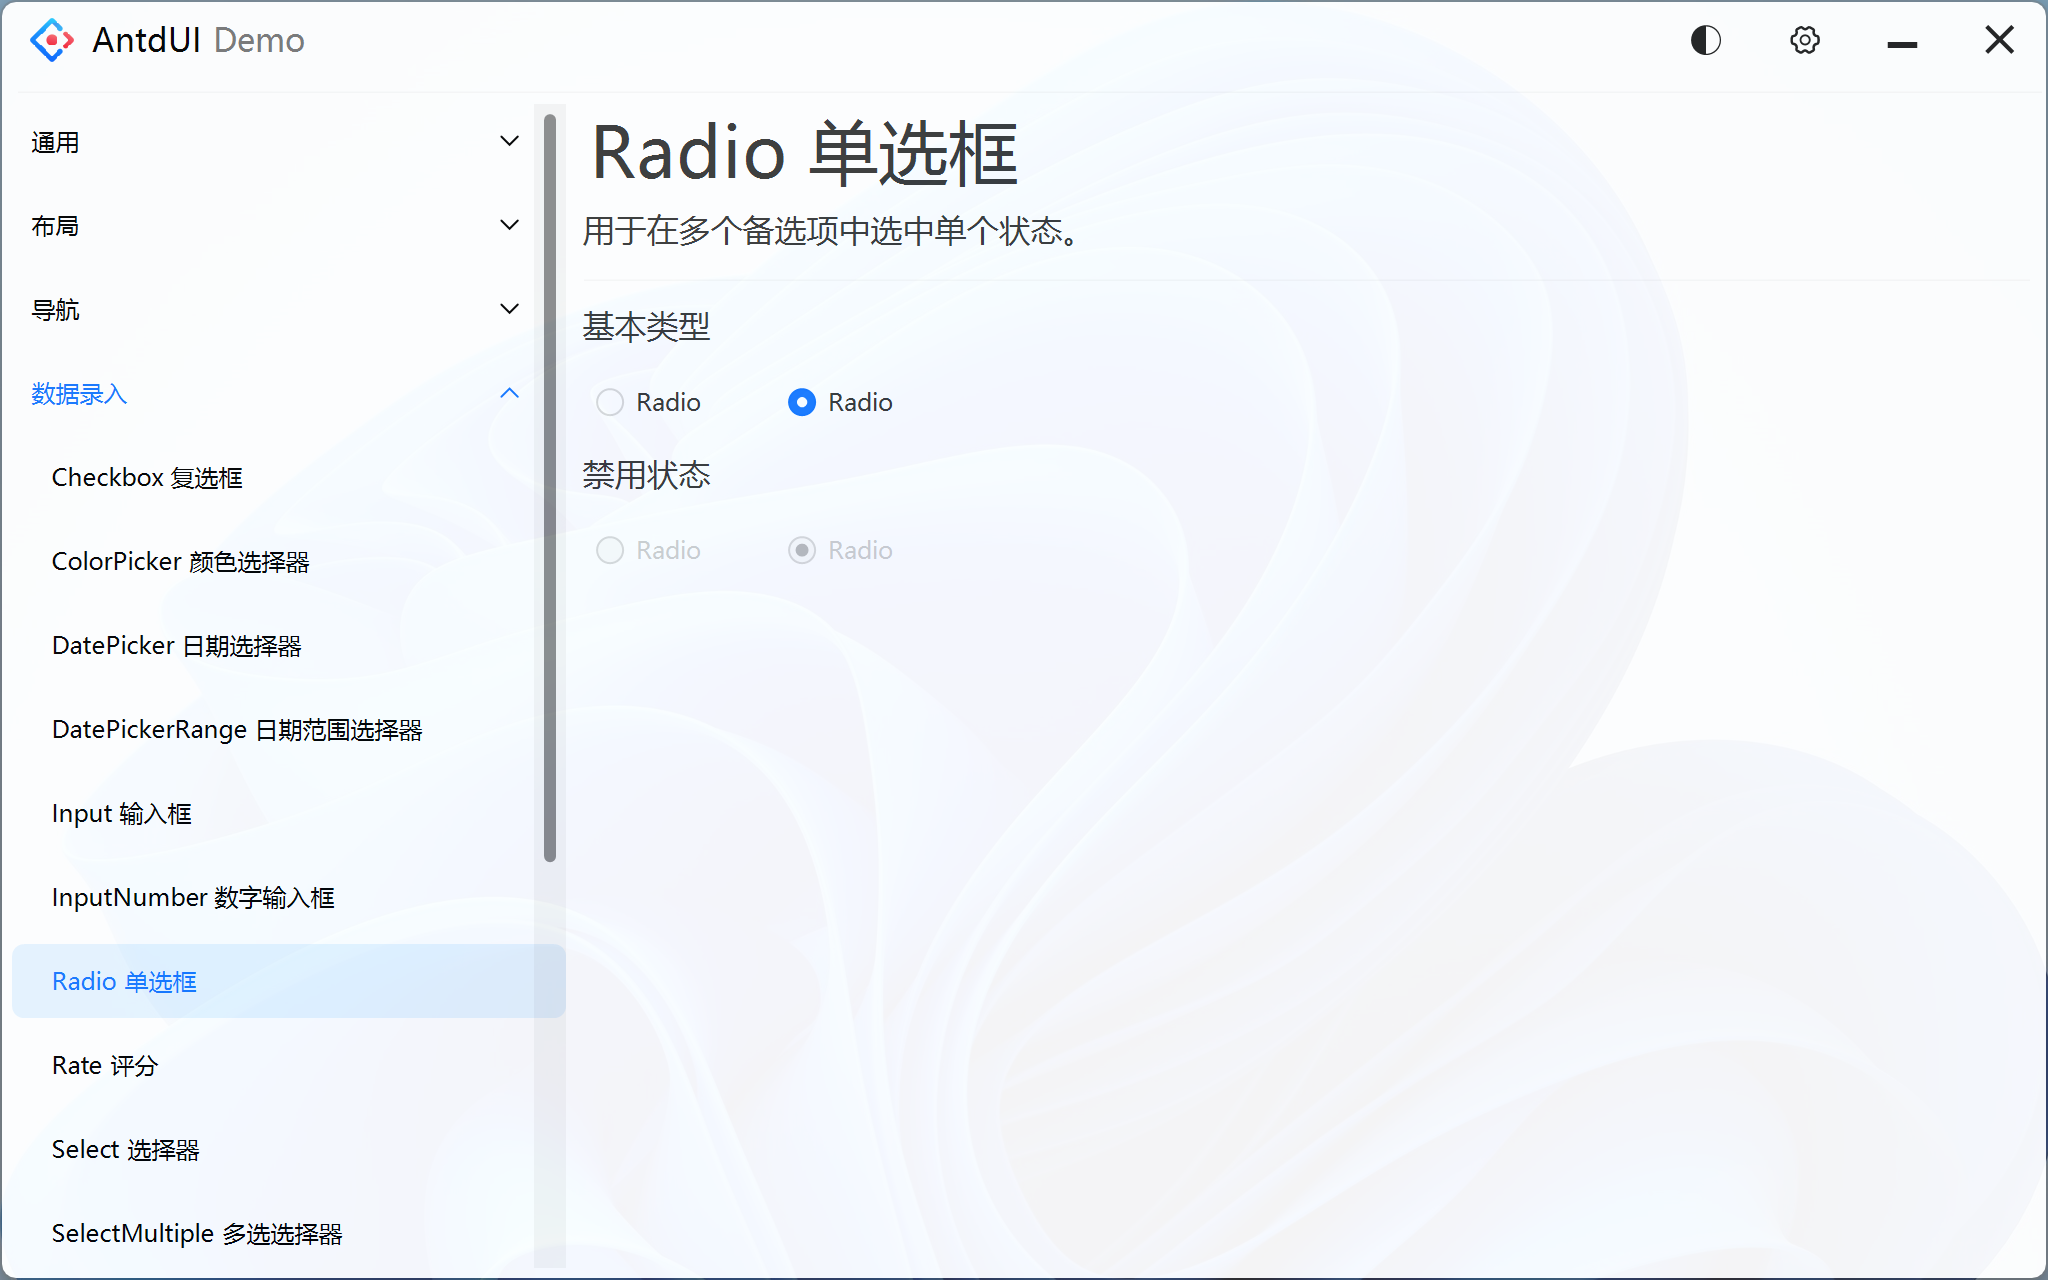 AntdUI Demo
通用
布局
导航
数据录入
Checkbox 复选框
ColorPicker 颜色选择器
DatePicker 日期选择器
DatePickerRange 日期范围选择器
Input 输入框
InputNumber 数字输入框
Radio 单选框
Rate 评分
Select 选择器
SelectMultiple 多选选择器
Radio 单选框
用于在多个备选项中选中单个状态。
基本类型
Radio Radio
禁用状态
Radio Radio